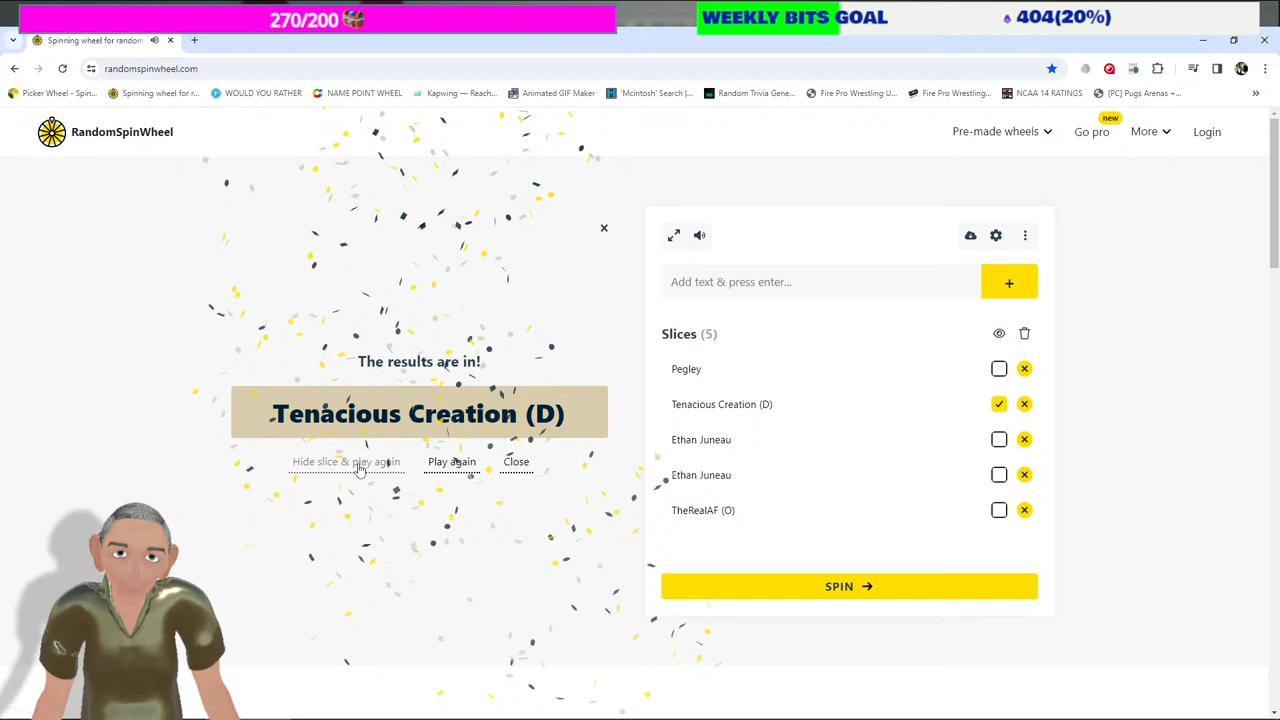 270/200
WEEKLY BITS GOAL
404(20%)
Spinning wheel for random
randomspinwheel.com
Picker Wheel - Spin...
Spinning wheel for r...
WOULD YOU RATHER
NAME POINT WHEEL
Kapwing — Reach...
Animated GIF Maker
'Mcintosh' Search |...
Random Trivia Gene...
Fire Pro Wrestling U...
Fire Pro Wrestling...
NCAA 14 RATINGS
[PC] Pugs Arenas +...
RandomSpinWheel
Pre-made wheels
Go pro
new
More
Login
Add text & press enter...
Slices (5)
The results are in!
Tenacious Creation (D)
Hide slice & play again
Play again
Close
Pegley
Tenacious Creation (D)
Ethan Juneau
Ethan Juneau
TheRealAF (O)
SPIN →